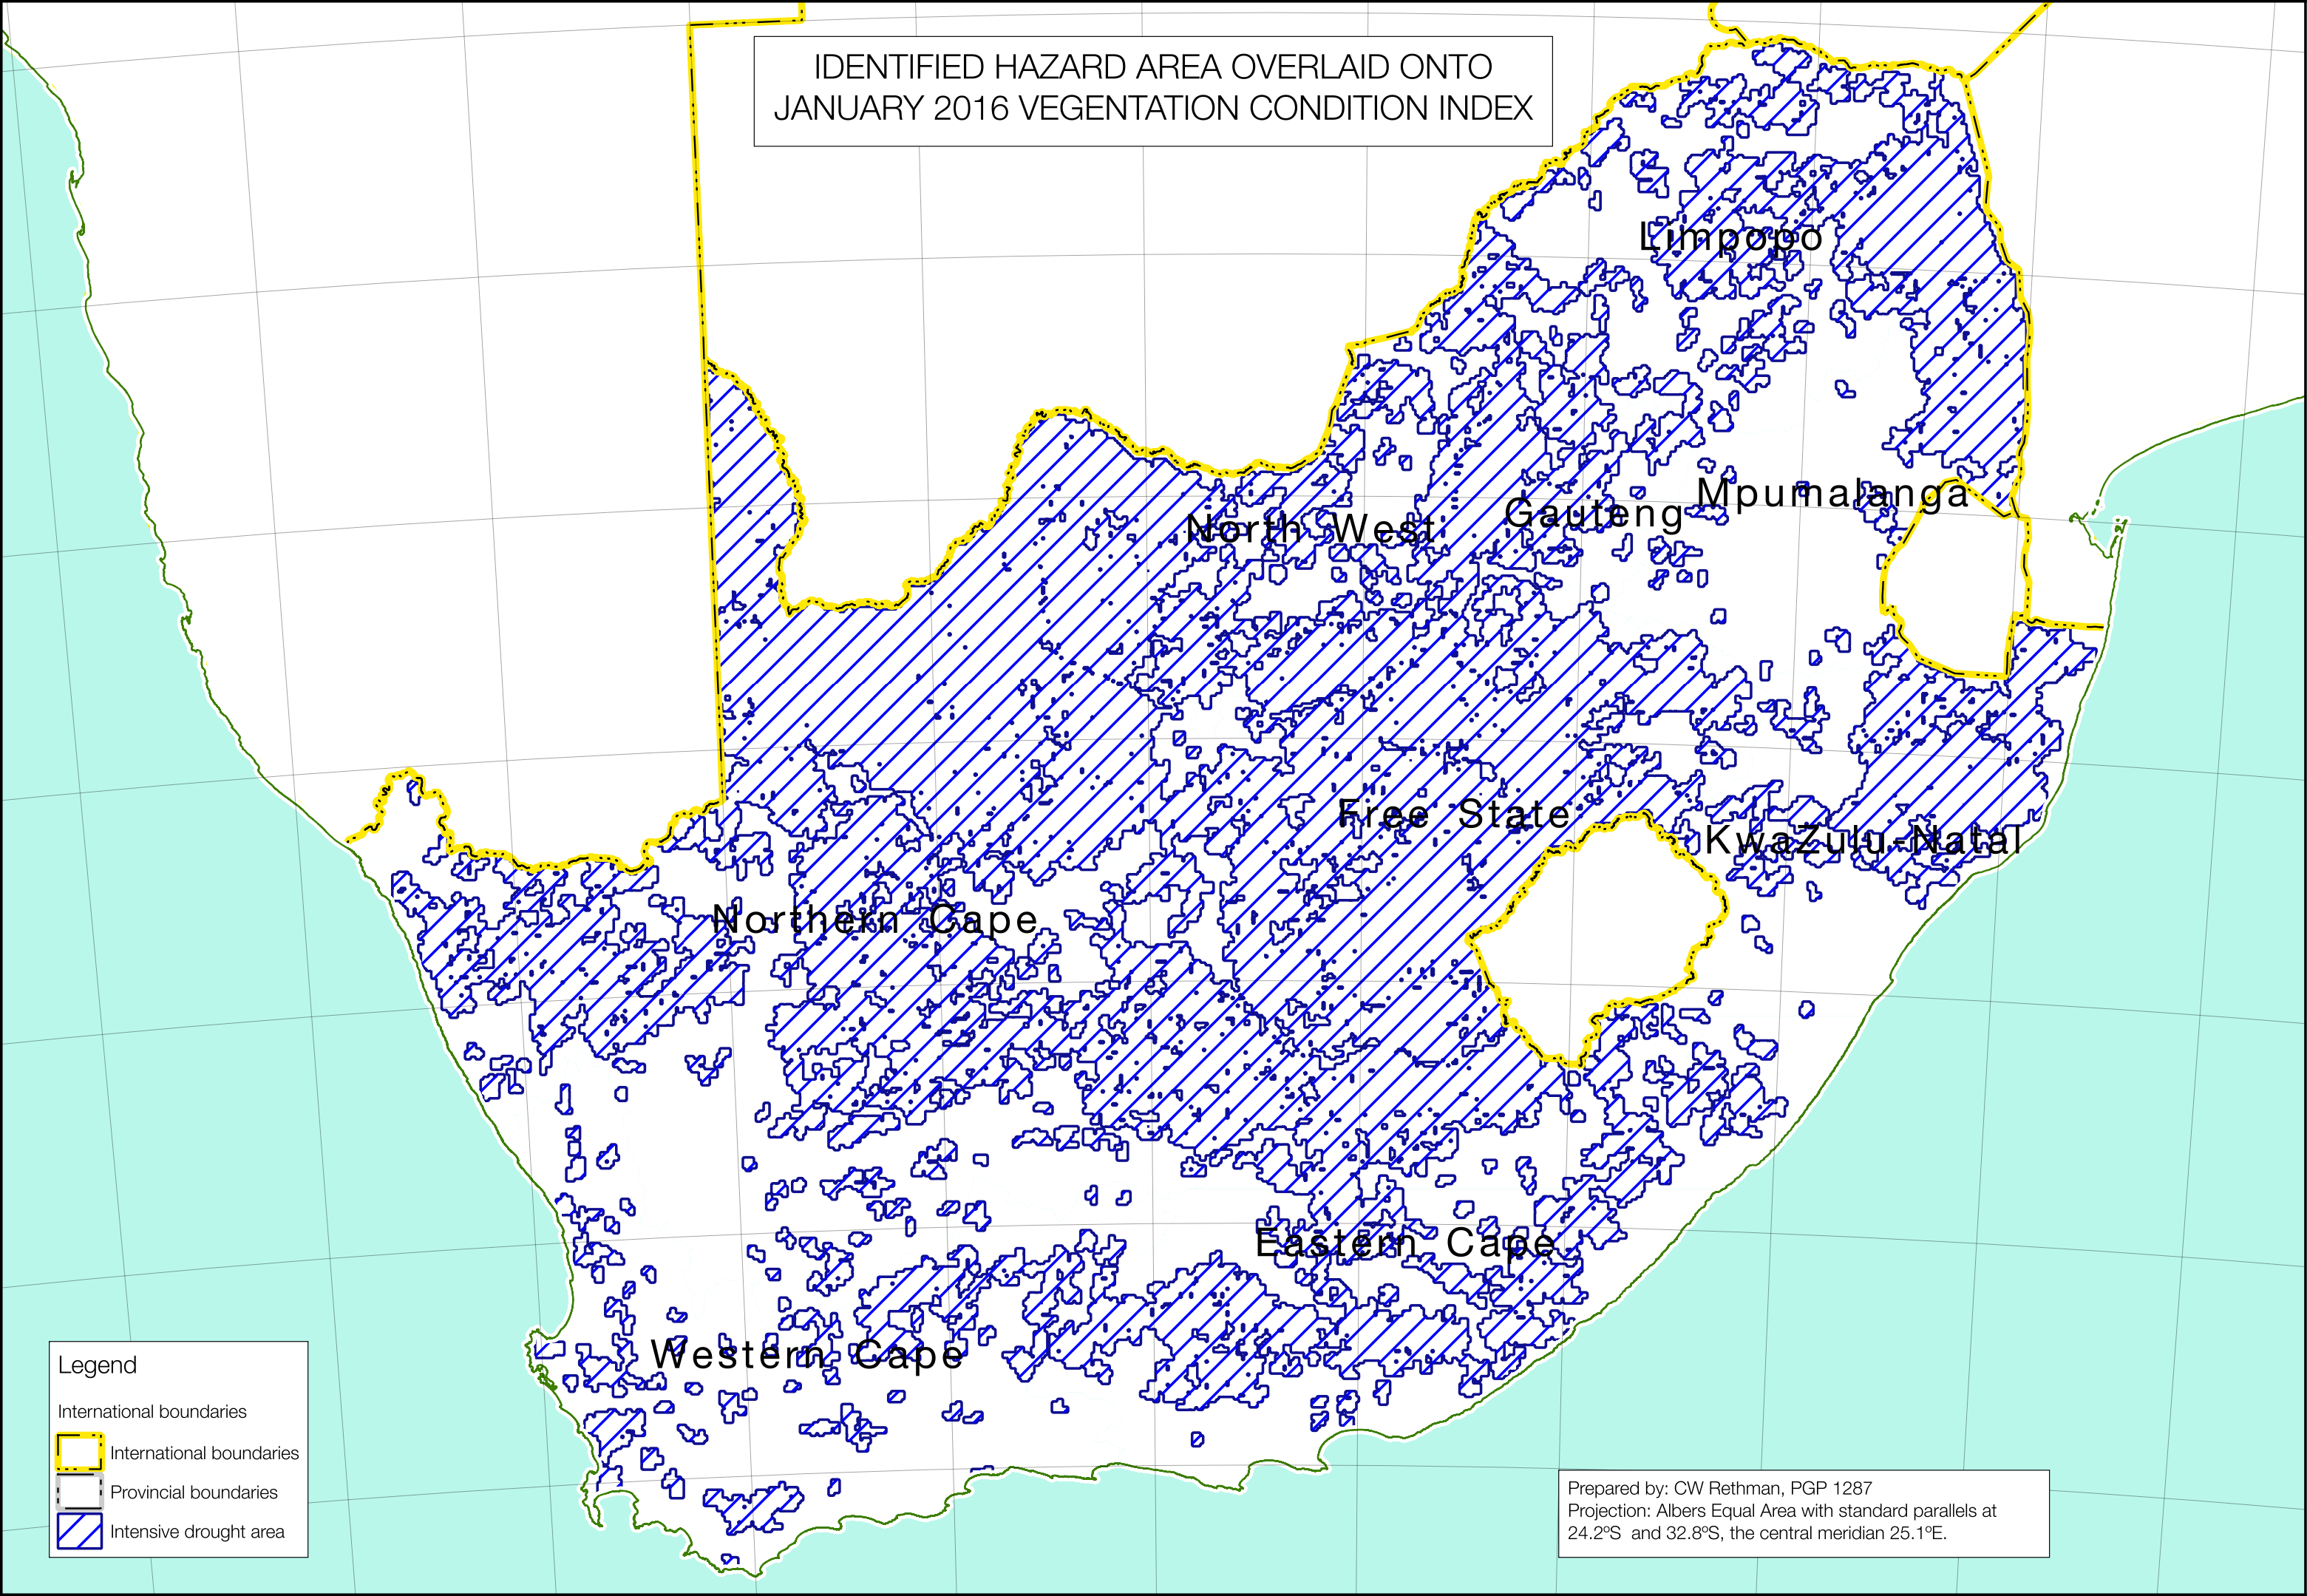 IDENTIFIED HAZARD AREA OVERLAID ONTO
JANUARY 2016 VEGENTATION CONDITION INDEX
Limpopo
Mpumalanga
Gauteng
North West
Free State
KwaZulu-Natal
Northern Cape
Eastern Cape
Western Cape
Legend
International boundaries
International boundaries
Provincial boundaries
Intensive drought area
Prepared by: CW Rethman, PGP 1287
Projection: Albers Equal Area with standard parallels at
24.2ºS and 32.8ºS, the central meridian 25.1ºE.